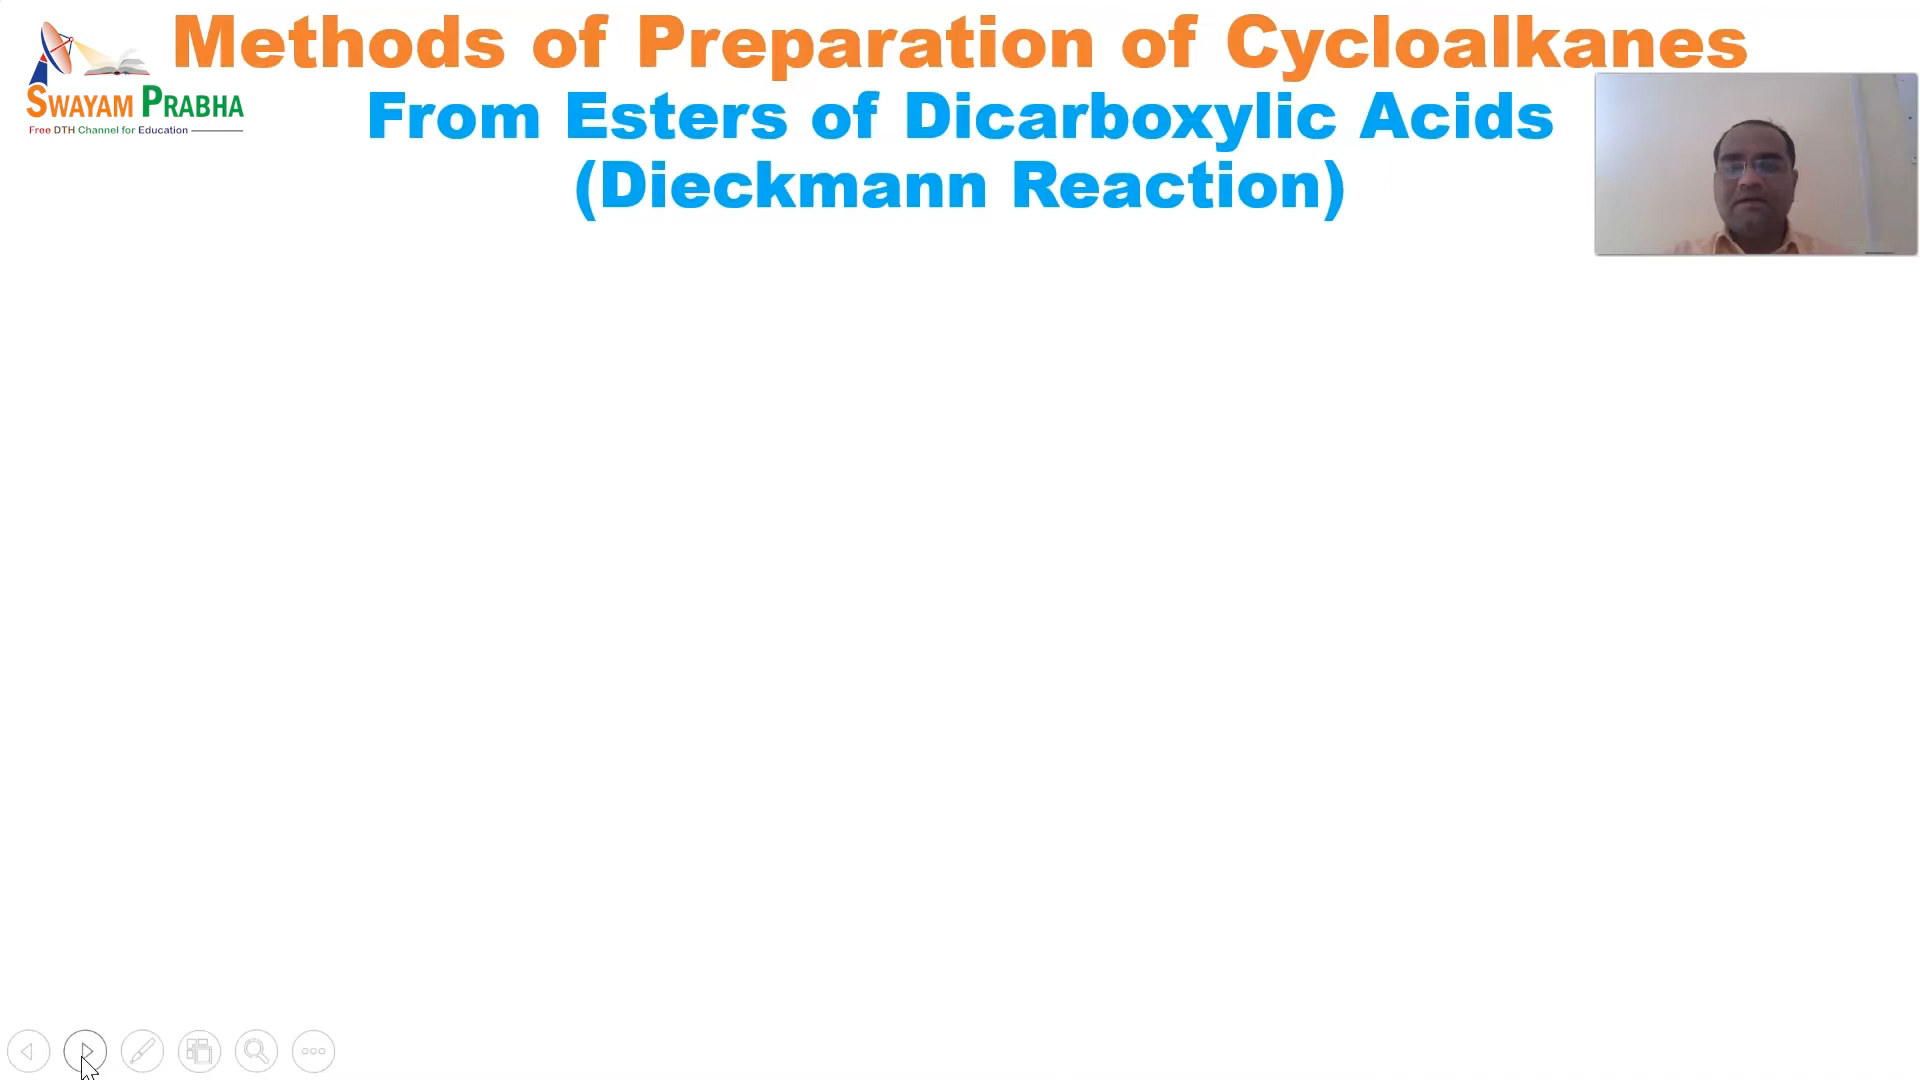 Methods of Preparation of Cycloalkanes
From Esters of Dicarboxylic Acids
(Dieckmann Reaction)
SWAYAM PRABHA
Free DTH Channel for Education